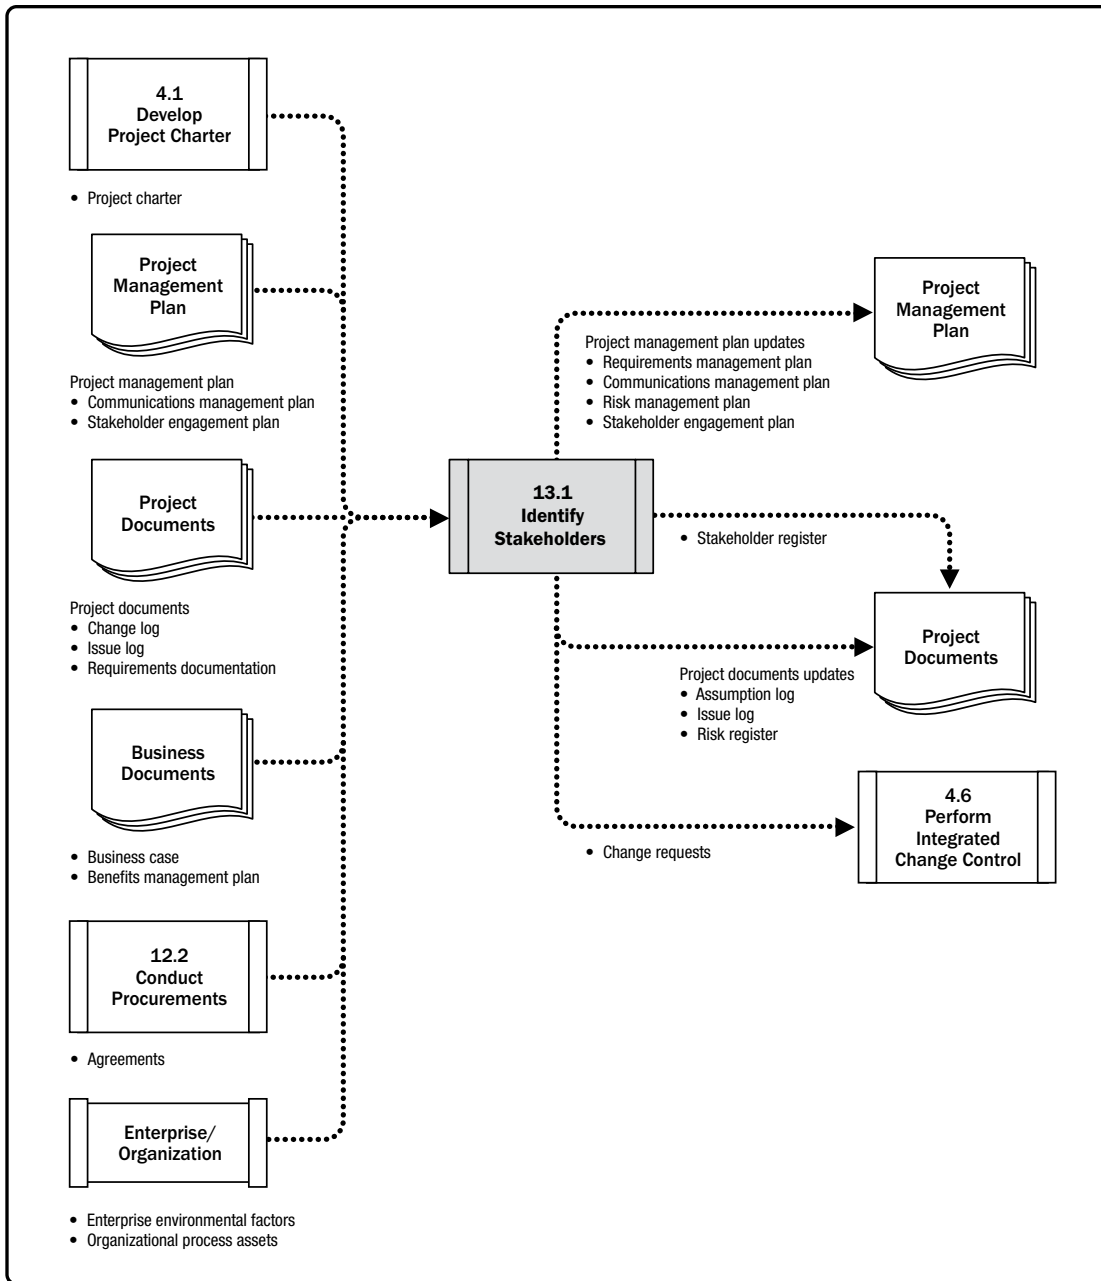 4.1
Develop
Project Charter
• Project charter
Project
Management
Plan
Project management plan
• Communications management plan
• Stakeholder engagement plan
Project
Documents
Project documents
• Change log
• Issue log
• Requirements documentation
Business
Documents
• Business case
• Benefits management plan
12.2
Conduct
Procurements
• Agreements
Enterprise/
Organization
• Enterprise environmental factors
• Organizational process assets
13.1
Identify
Stakeholders
Project management plan updates
• Requirements management plan
• Communications management plan
• Risk management plan
• Stakeholder engagement plan
Project
Management
Plan
• Stakeholder register
Project
Documents
Project documents updates
• Assumption log
• Issue log
• Risk register
• Change requests
4.6
Perform
Integrated
Change Control